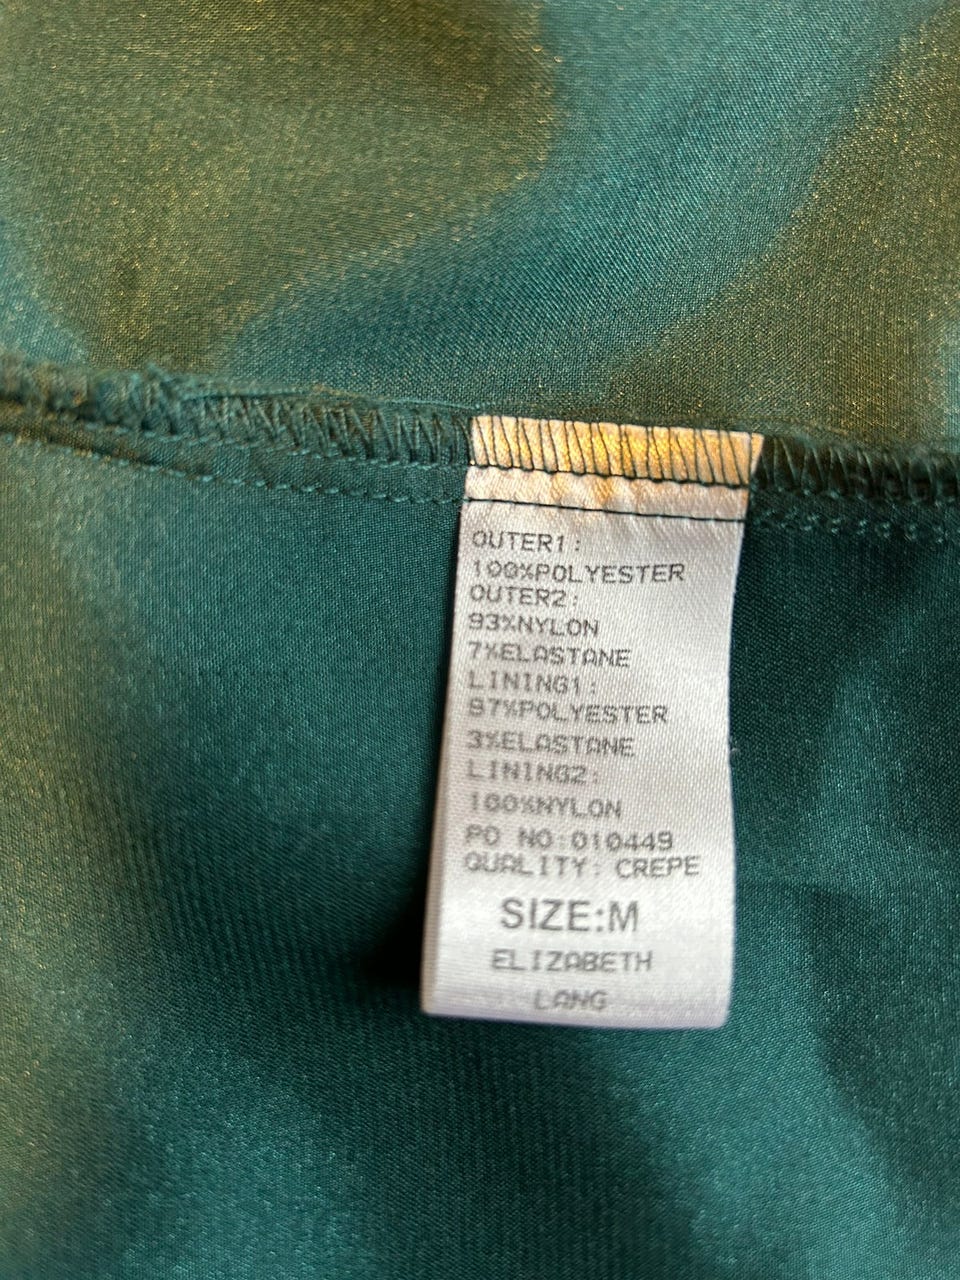 OUTER1:
100%POLYESTER
OUTER2:
93%NYLON
7%ELASTANE
LINING1:
97%POLYESTER
3%ELASTANE
LINING2:
100%NYLON
PO NO:010449
QUALITY: CREPE
SIZE:M
ELIZABETH
LANG